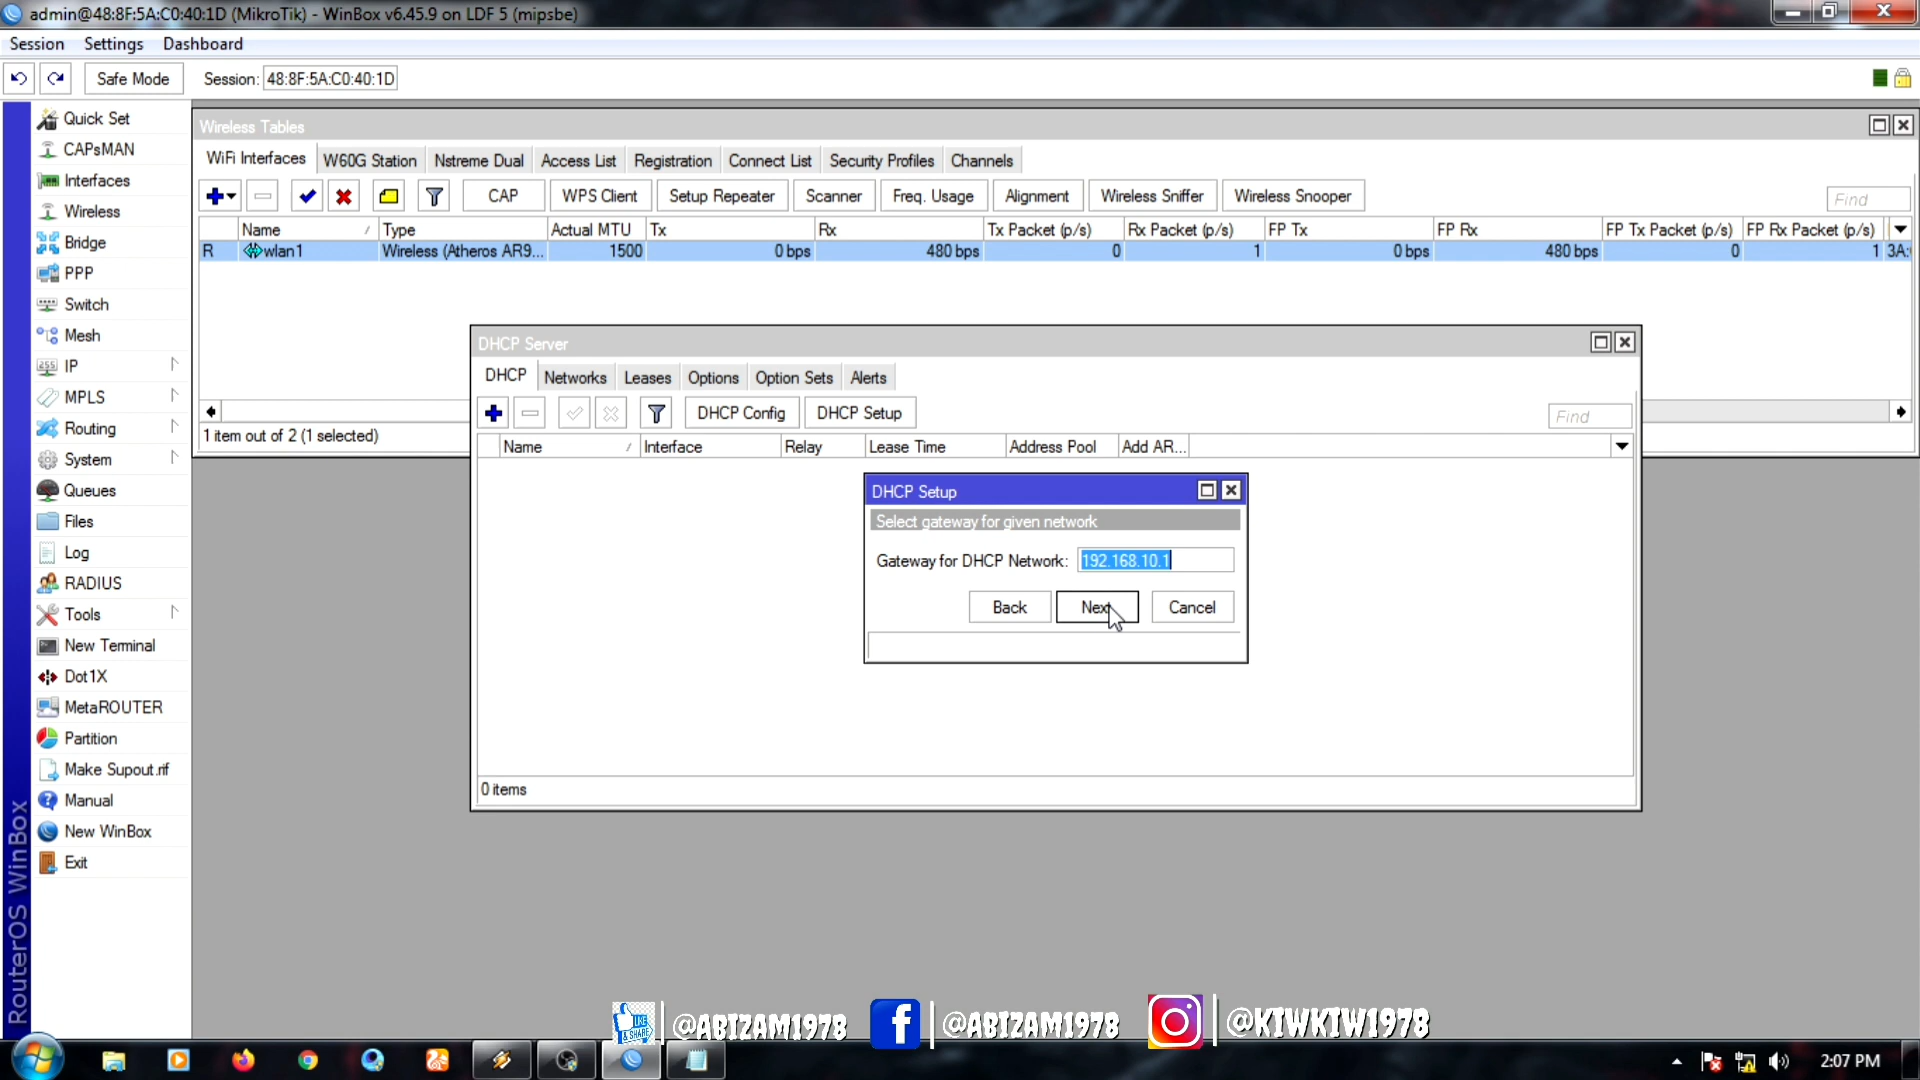 admin@48:8F:5A:C0:40:1D (MikroTik) - WinBox v6.45.9 on LDF 5 (mipsbe)
Session Settings Dashboard
Safe Mode Session: 48:8F:5A:C0:40:1D
Quick Set
CAPsMAN
Interfaces
Wireless
Bridge
PPP
Switch
Mesh
IP
MPLS
Routing
System
Queues
Files
Log
RADIUS
Tools
New Terminal
Dot1X
MetaROUTER
Partition
Make Supout.rif
Manual
New WinBox
Exit
RouterOS WinBox
Wireless Tables
WiFi Interfaces W60G Station Nstreme Dual Access List Registration Connect List Security Profiles Channels
CAP WPS Client Setup Repeater Scanner Freq. Usage Alignment Wireless Sniffer Wireless Snooper Find
Name Type Actual MTU Tx Rx Tx Packet (p/s) Rx Packet (p/s) FP Tx FP Rx FP Tx Packet (p/s) FP Rx Packet (p/s)
R wlan1 Wireless (Atheros AR9... 1500 0 bps 480 bps 0 1 0 bps 480 bps 0 1 3A:
1 item out of 2 (1 selected)
DHCP Server
DHCP Networks Leases Options Option Sets Alerts
DHCP Config DHCP Setup Find
Name Interface Relay Lease Time Address Pool Add AR...
DHCP Setup
Select gateway for given network
Gateway for DHCP Network: 192.168.10.1
Back Next Cancel
0 items
LIKE & SHARE @ABIZAM1978 f @ABIZAM1978 @KIWKIW1978
2:07 PM